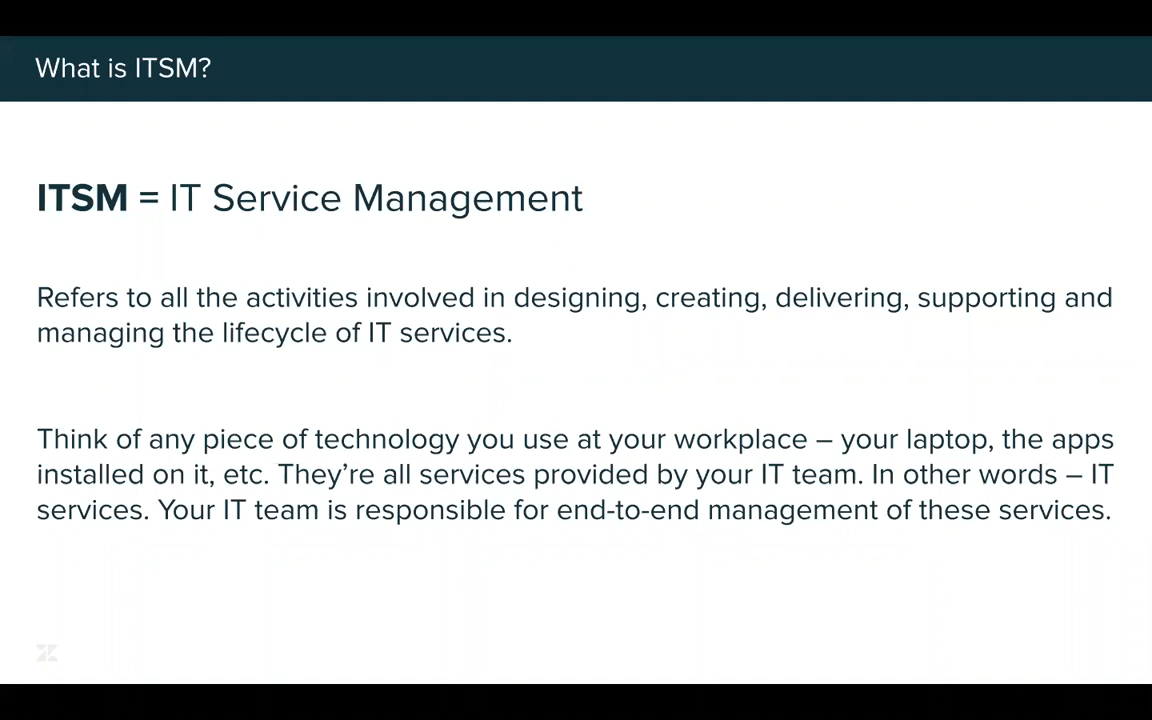 What is ITSM?
ITSM = IT Service Management
Refers to all the activities involved in designing, creating, delivering, supporting and
managing the lifecycle of IT services.
Think of any piece of technology you use at your workplace – your laptop, the apps
installed on it, etc. They’re all services provided by your IT team. In other words – IT
services. Your IT team is responsible for end-to-end management of these services.